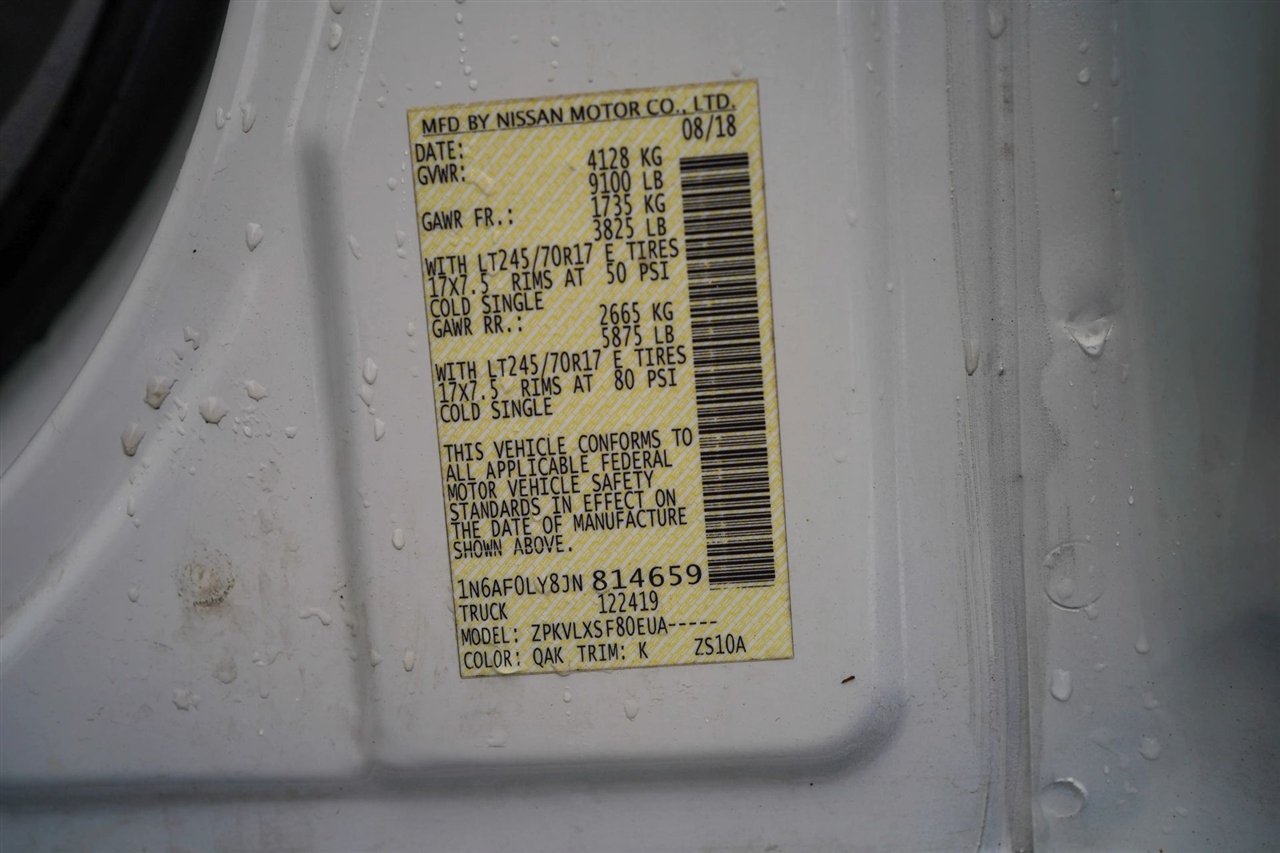 MFD BY NISSAN MOTOR CO., LTD.
DATE: 08/18
GVWR: 4128 KG
9100 LB
GAWR FR.: 1735 KG
3825 LB
WITH LT245/70R17 E TIRES
17X7.5 RIMS AT 50 PSI
COLD SINGLE
GAWR RR.: 2665 KG
5875 LB
WITH LT245/70R17 E TIRES
17X7.5 RIMS AT 80 PSI
COLD SINGLE
THIS VEHICLE CONFORMS TO
ALL APPLICABLE FEDERAL
MOTOR VEHICLE SAFETY
STANDARDS IN EFFECT ON
THE DATE OF MANUFACTURE
SHOWN ABOVE.
1N6AF0LY8JN 814659
TRUCK 122419
MODEL: ZPKVLXSF80EUA-----
COLOR: QAK TRIM: K ZS10A